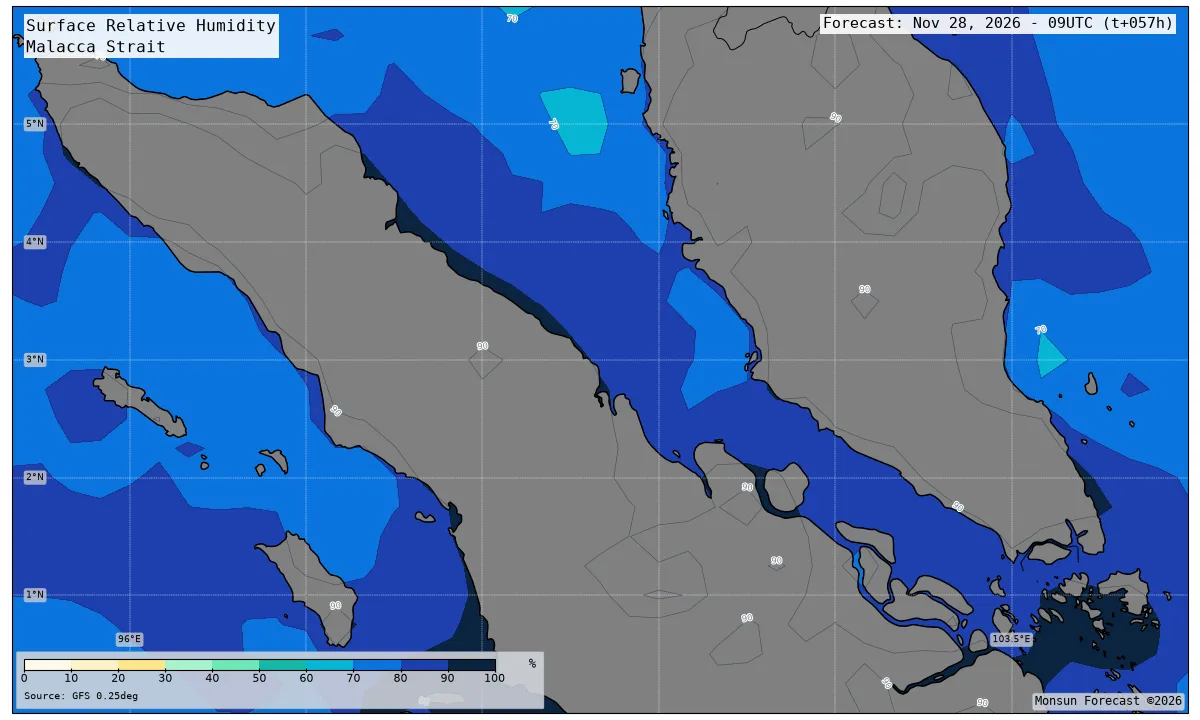 Surface Relative Humidity
Malacca Strait
Forecast: Nov 28, 2026 - 09UTC (t+057h)
70
70
90
5°N
4°N
90
70
3°N
90
90
2°N
90
90
90
1°N
90
90
96°E
103.5°E
90
90
%
0 10 20 30 40 50 60 70 80 90 100
Source: GFS 0.25deg
Monsun Forecast ©2026